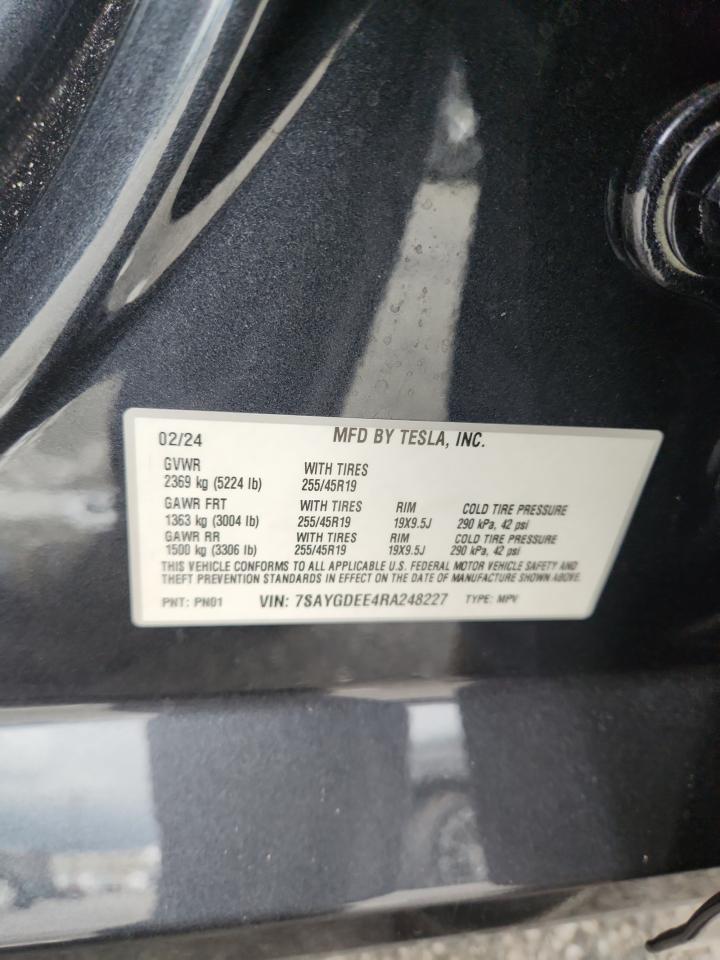 02/24 MFD BY TESLA, INC.
GVWR WITH TIRES
2369 kg (5224 lb) 255/45R19
GAWR FRT WITH TIRES RIM COLD TIRE PRESSURE
1363 kg (3004 lb) 255/45R19 19X9.5J 290 kPa, 42 psi
GAWR RR WITH TIRES RIM COLD TIRE PRESSURE
1500 kg (3306 lb) 255/45R19 19X9.5J 290 kPa, 42 psi
THIS VEHICLE CONFORMS TO ALL APPLICABLE U.S. FEDERAL MOTOR VEHICLE SAFETY AND
THEFT PREVENTION STANDARDS IN EFFECT ON THE DATE OF MANUFACTURE SHOWN ABOVE.
PNT: PN01 VIN: 7SAYGDEE4RA248227 TYPE: MPV